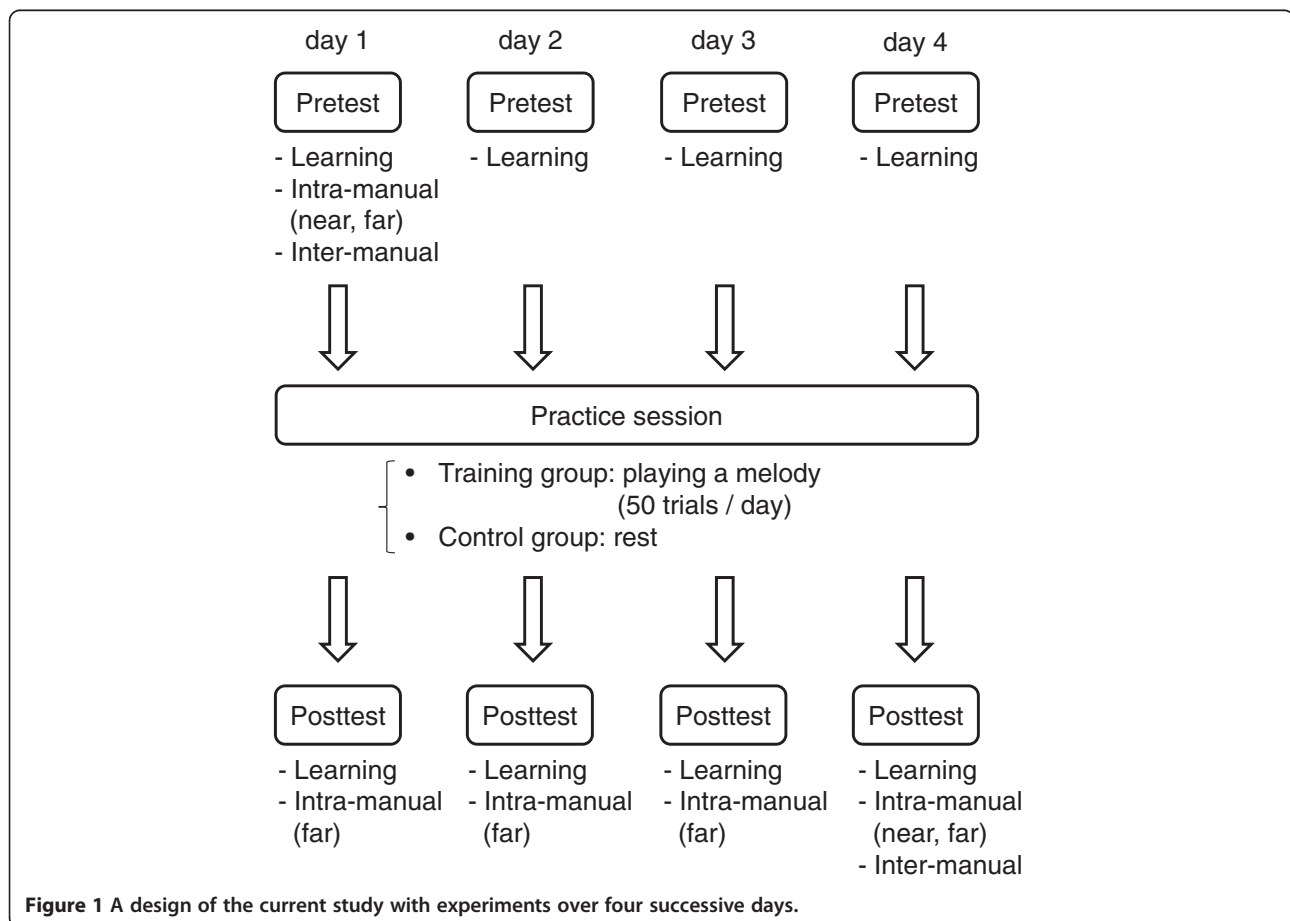 day 1 day 2 day 3 day 4
Pretest Pretest Pretest Pretest
- Learning - Learning - Learning - Learning
- Intra-manual
(near, far)
- Inter-manual
Practice session
• Training group: playing a melody
(50 trials / day)
• Control group: rest
Posttest Posttest Posttest Posttest
- Learning - Learning - Learning - Learning
- Intra-manual - Intra-manual - Intra-manual - Intra-manual
(far) (far) (far) (near, far)
- Inter-manual
Figure 1 A design of the current study with experiments over four successive days.